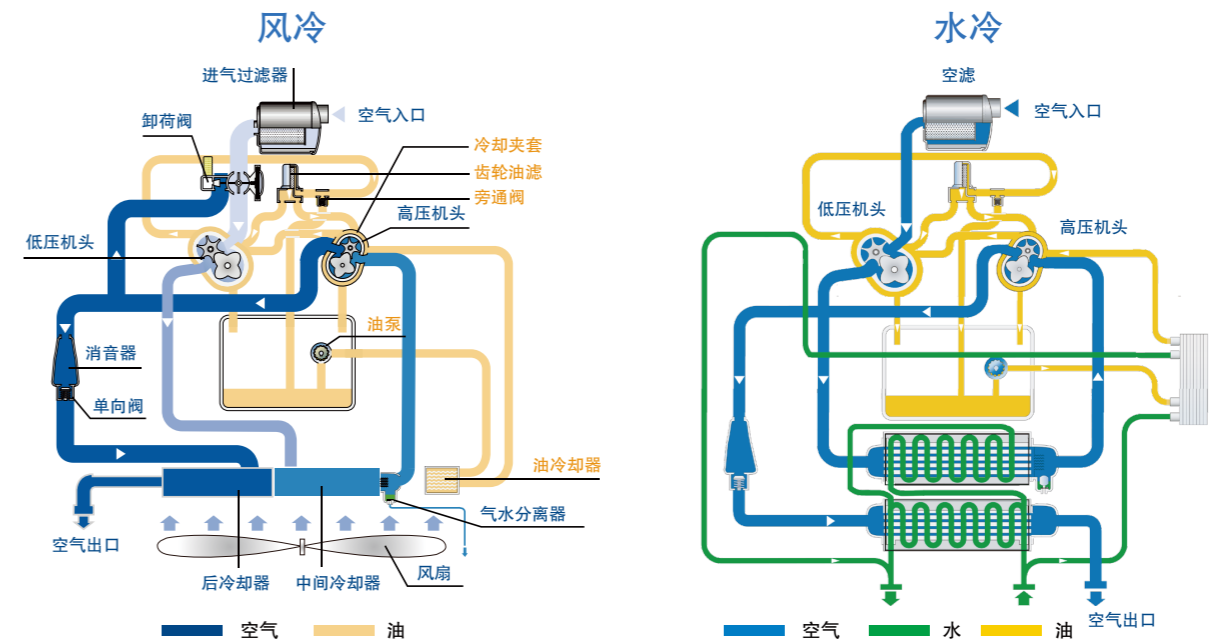 风冷
水冷
进气过滤器
空滤
空气入口
空气入口
卸荷阀
冷却夹套
齿轮油滤
旁通阀
高压机头
低压机头
低压机头
高压机头
油泵
消音器
单向阀
油冷却器
气水分离器
空气出口
后冷却器
中间冷却器
风扇
空气出口
空气
油
空气
水
油